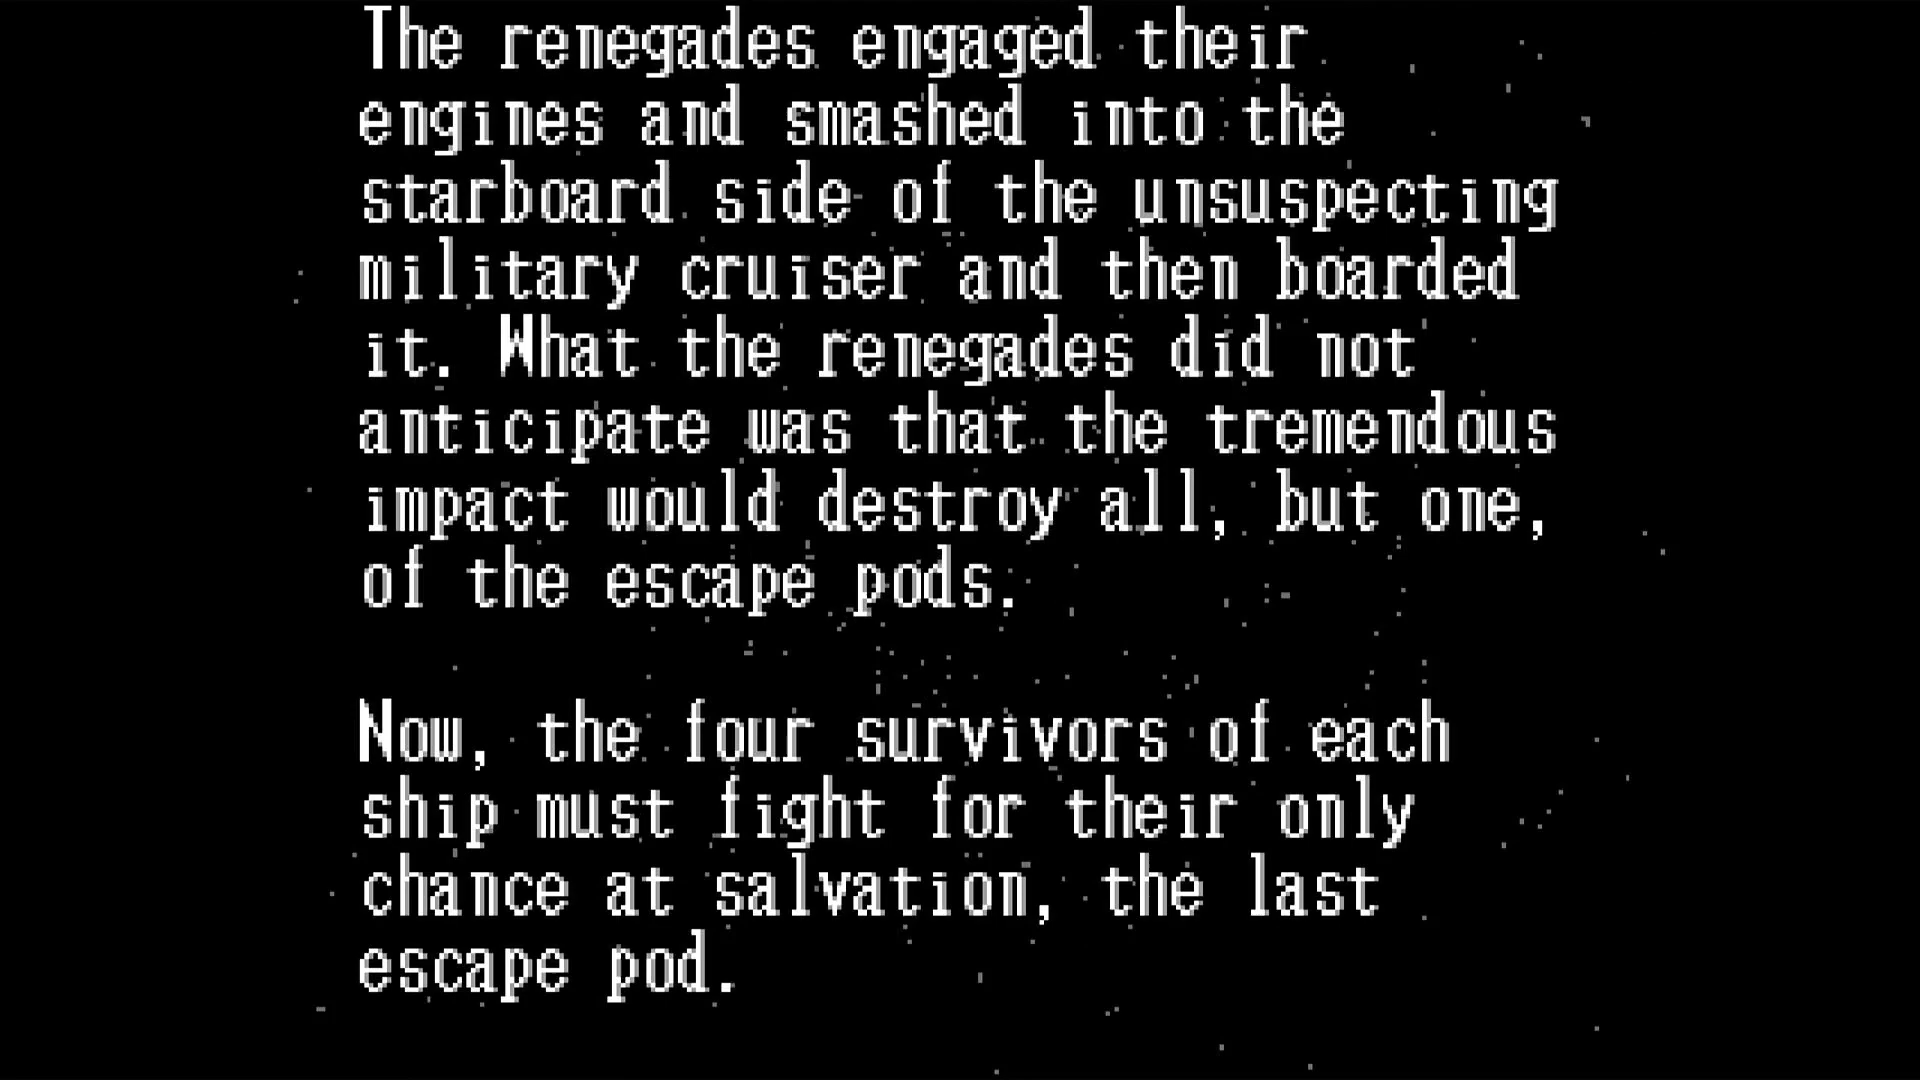 The renegades engaged their
engines and smashed into the
starboard side of the unsuspecting
military cruiser and then boarded
it. What the renegades did not
anticipate was that the tremendous
impact would destroy all, but one,
of the escape pods.
Now, the four survivors of each
ship must fight for their only
chance at salvation, the last
escape pod.